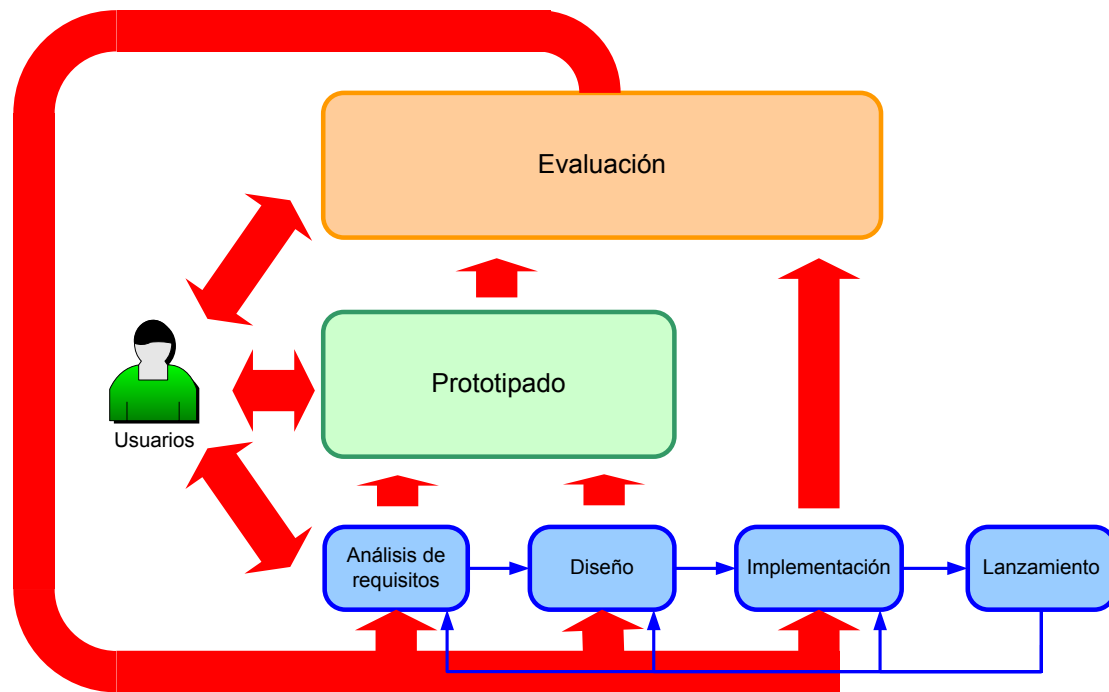 Evaluación
Prototipado
Usuarios
Análisis de
requisitos
Diseño
Implementación
Lanzamiento